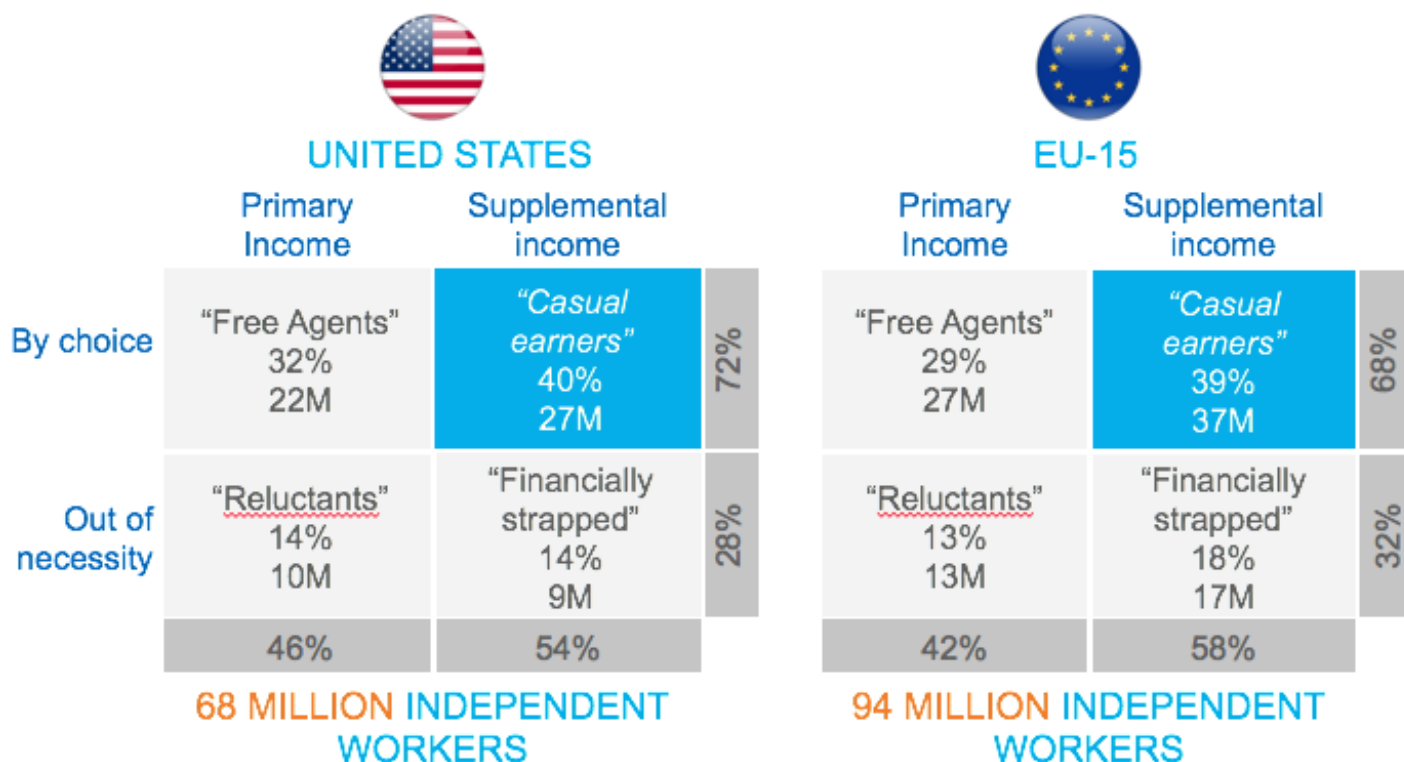 UNITED STATES
Primary
Income
Supplemental
income
By choice
“Free Agents”
32%
22M
“Casual
earners”
40%
27M
72%
Out of
necessity
“Reluctants”
14%
10M
“Financially
strapped”
14%
9M
28%
46%
54%
68 MILLION INDEPENDENT
WORKERS
EU-15
Primary
Income
Supplemental
income
“Free Agents”
29%
27M
“Casual
earners”
39%
37M
68%
“Reluctants”
13%
13M
“Financially
strapped”
18%
17M
32%
42%
58%
94 MILLION INDEPENDENT
WORKERS